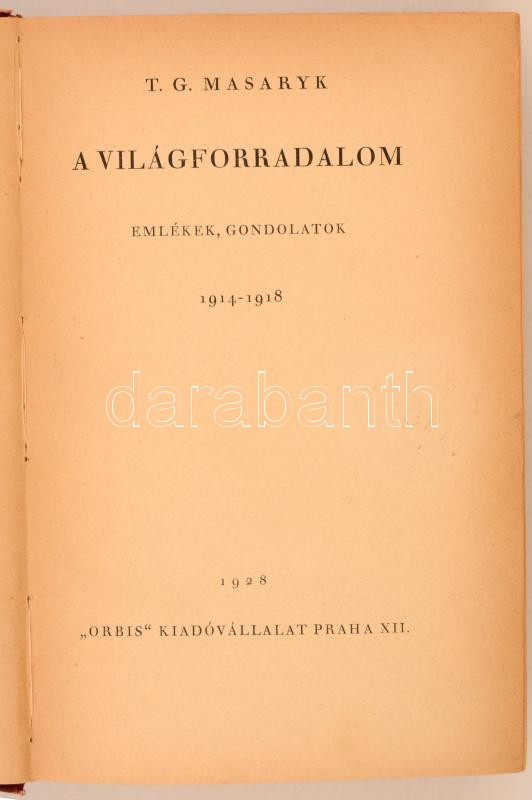 T. G. MASARYK
A VILÁGFORRADALOM
EMLÉKEK, GONDOLATOK
1914-1918
darabanth
1928
„ORBIS“ KIADÓVÁLLALAT PRAHA XII.